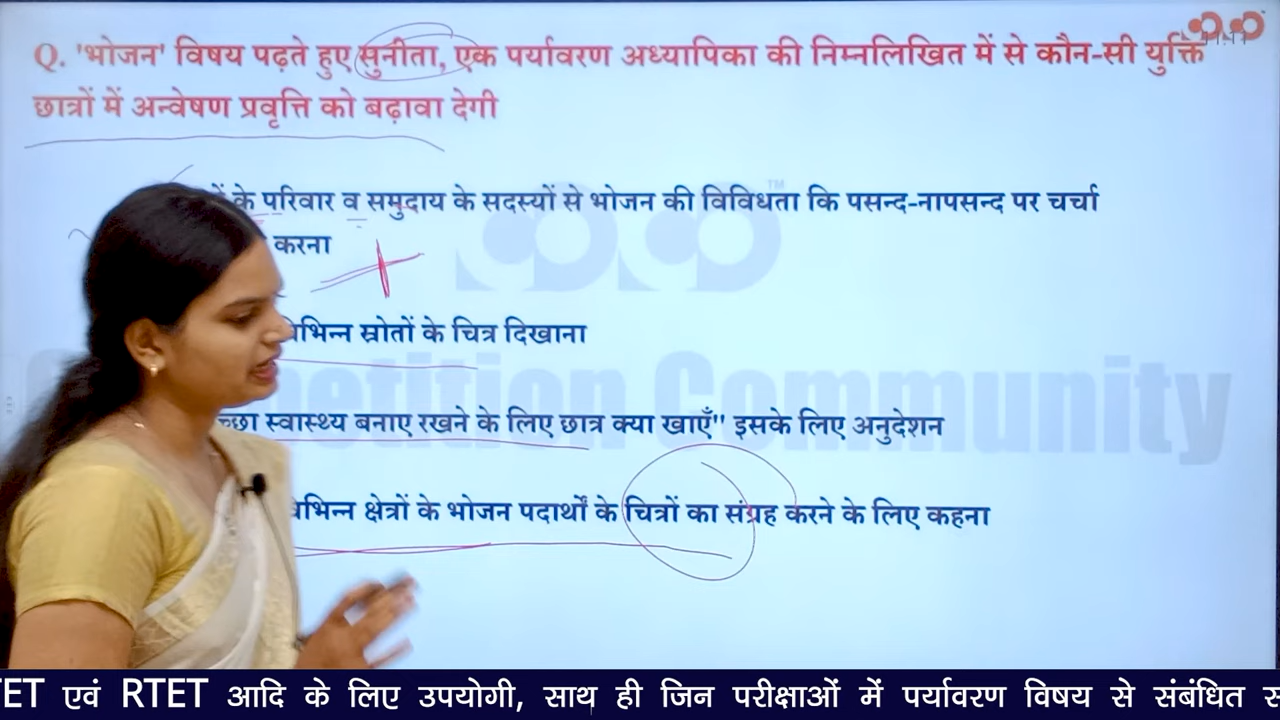 Q. 'भोजन' विषय पढ़ते हुए सुनीता, एक पर्यावरण अध्यापिका की निम्नलिखित में से कौन-सी युक्ति
छात्रों में अन्वेषण प्रवृत्ति को बढ़ावा देगी
के परिवार व समुदाय के सदस्यों से भोजन की विविधता कि पसन्द-नापसन्द पर चर्चा
करना
विभिन्न स्रोतों के चित्र दिखाना
स्वास्थ्य बनाए रखने के लिए छात्र क्या खाएँ" इसके लिए अनुदेशन
विभिन्न क्षेत्रों के भोजन पदार्थों के चित्रों का संग्रह करने के लिए कहना
Competition Community
TET एवं RTET आदि के लिए उपयोगी, साथ ही जिन परीक्षाओं में पर्यावरण विषय से संबंधित